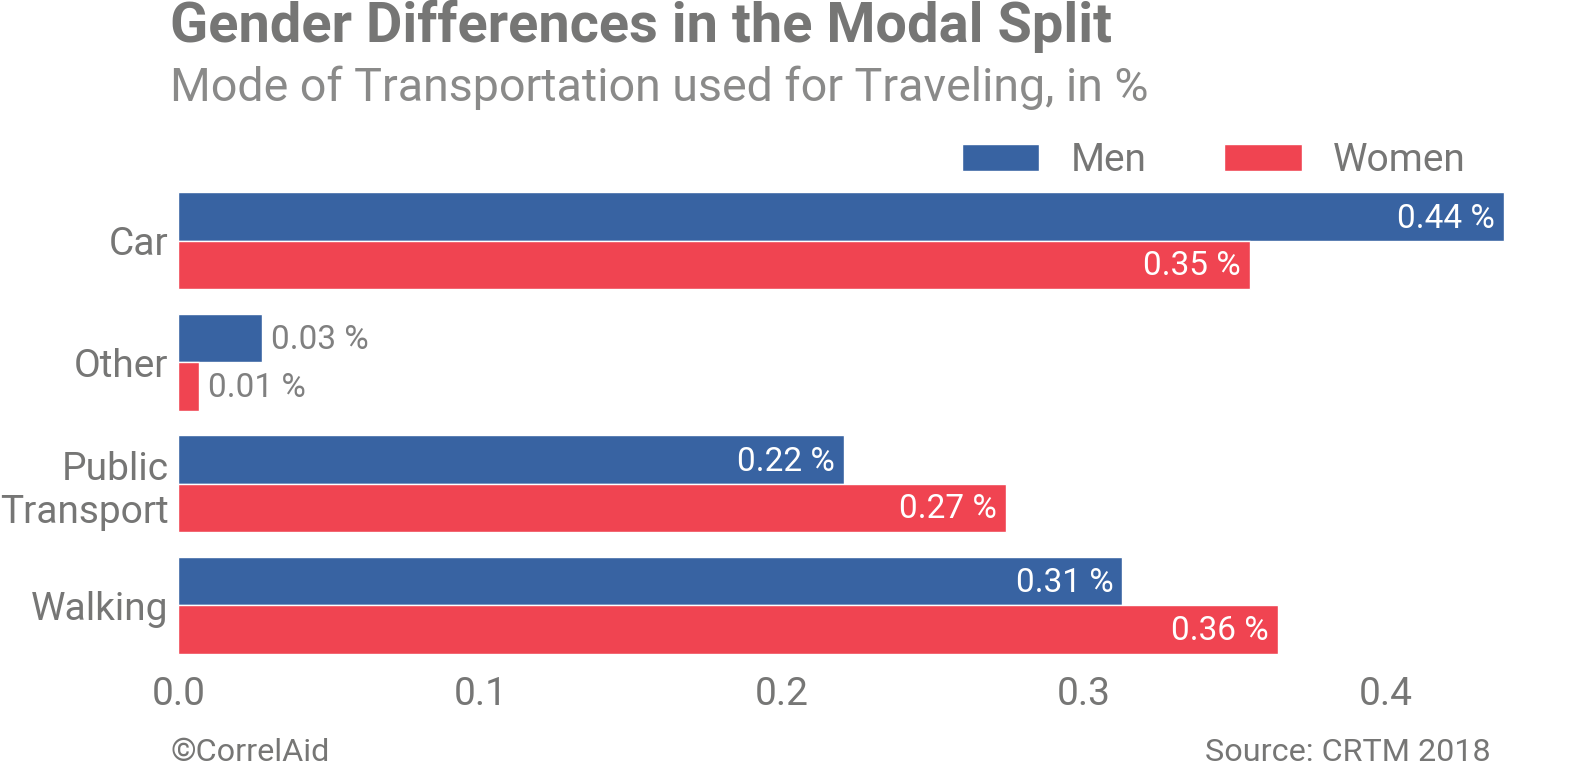 Gender Differences in the Modal Split
Mode of Transportation used for Traveling, in %
Men Women
Car
0.44 %
0.35 %
Other
0.03 %
0.01 %
Public
Transport
0.22 %
0.27 %
Walking
0.31 %
0.36 %
0.0 0.1 0.2 0.3 0.4
©CorrelAid Source: CRTM 2018